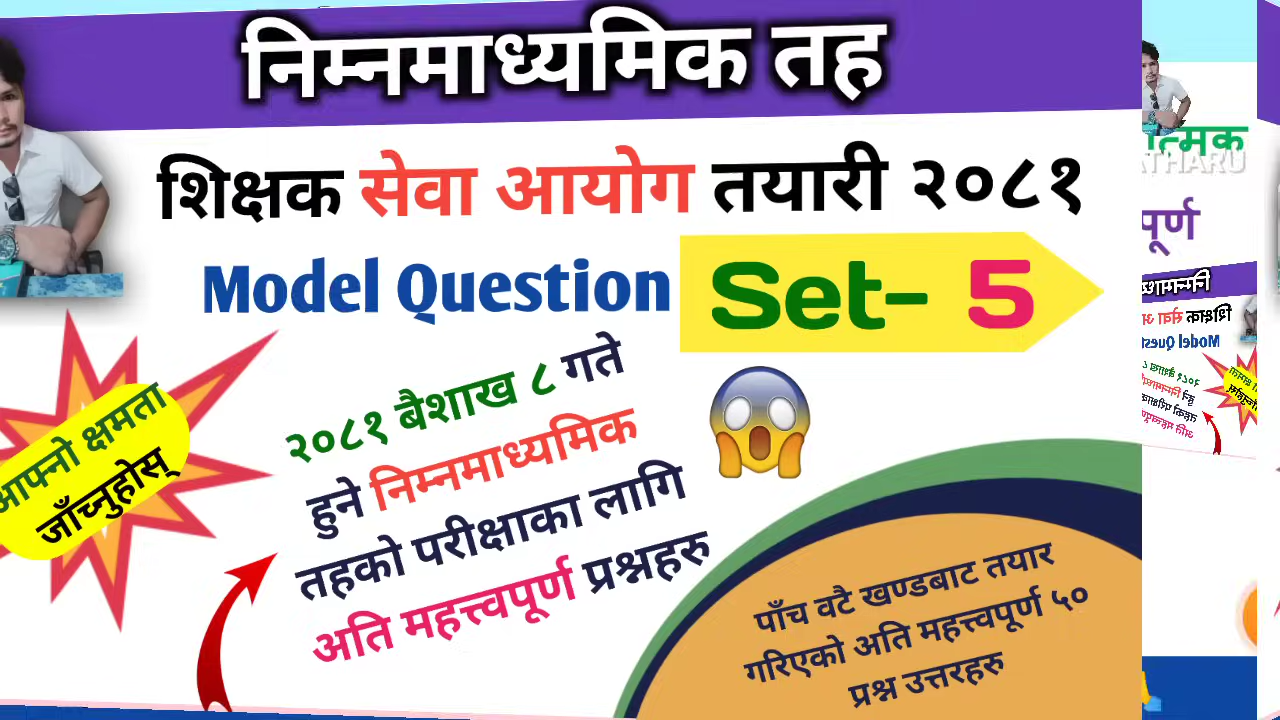 निम्नमाध्यमिक तह
शिक्षक सेवा आयोग तयारी २०८१
Model Question Set- 5
२०८१ बैशाख ८ गते
हुने निम्नमाध्यमिक
तहको परीक्षाका लागि
अति महत्त्वपूर्ण प्रश्नहरु
आफ्नो क्षमता
जाँच्नुहोस्
पाँच वटै खण्डबाट तयार
गरिएको अति महत्त्वपूर्ण ५०
प्रश्न उत्तरहरु